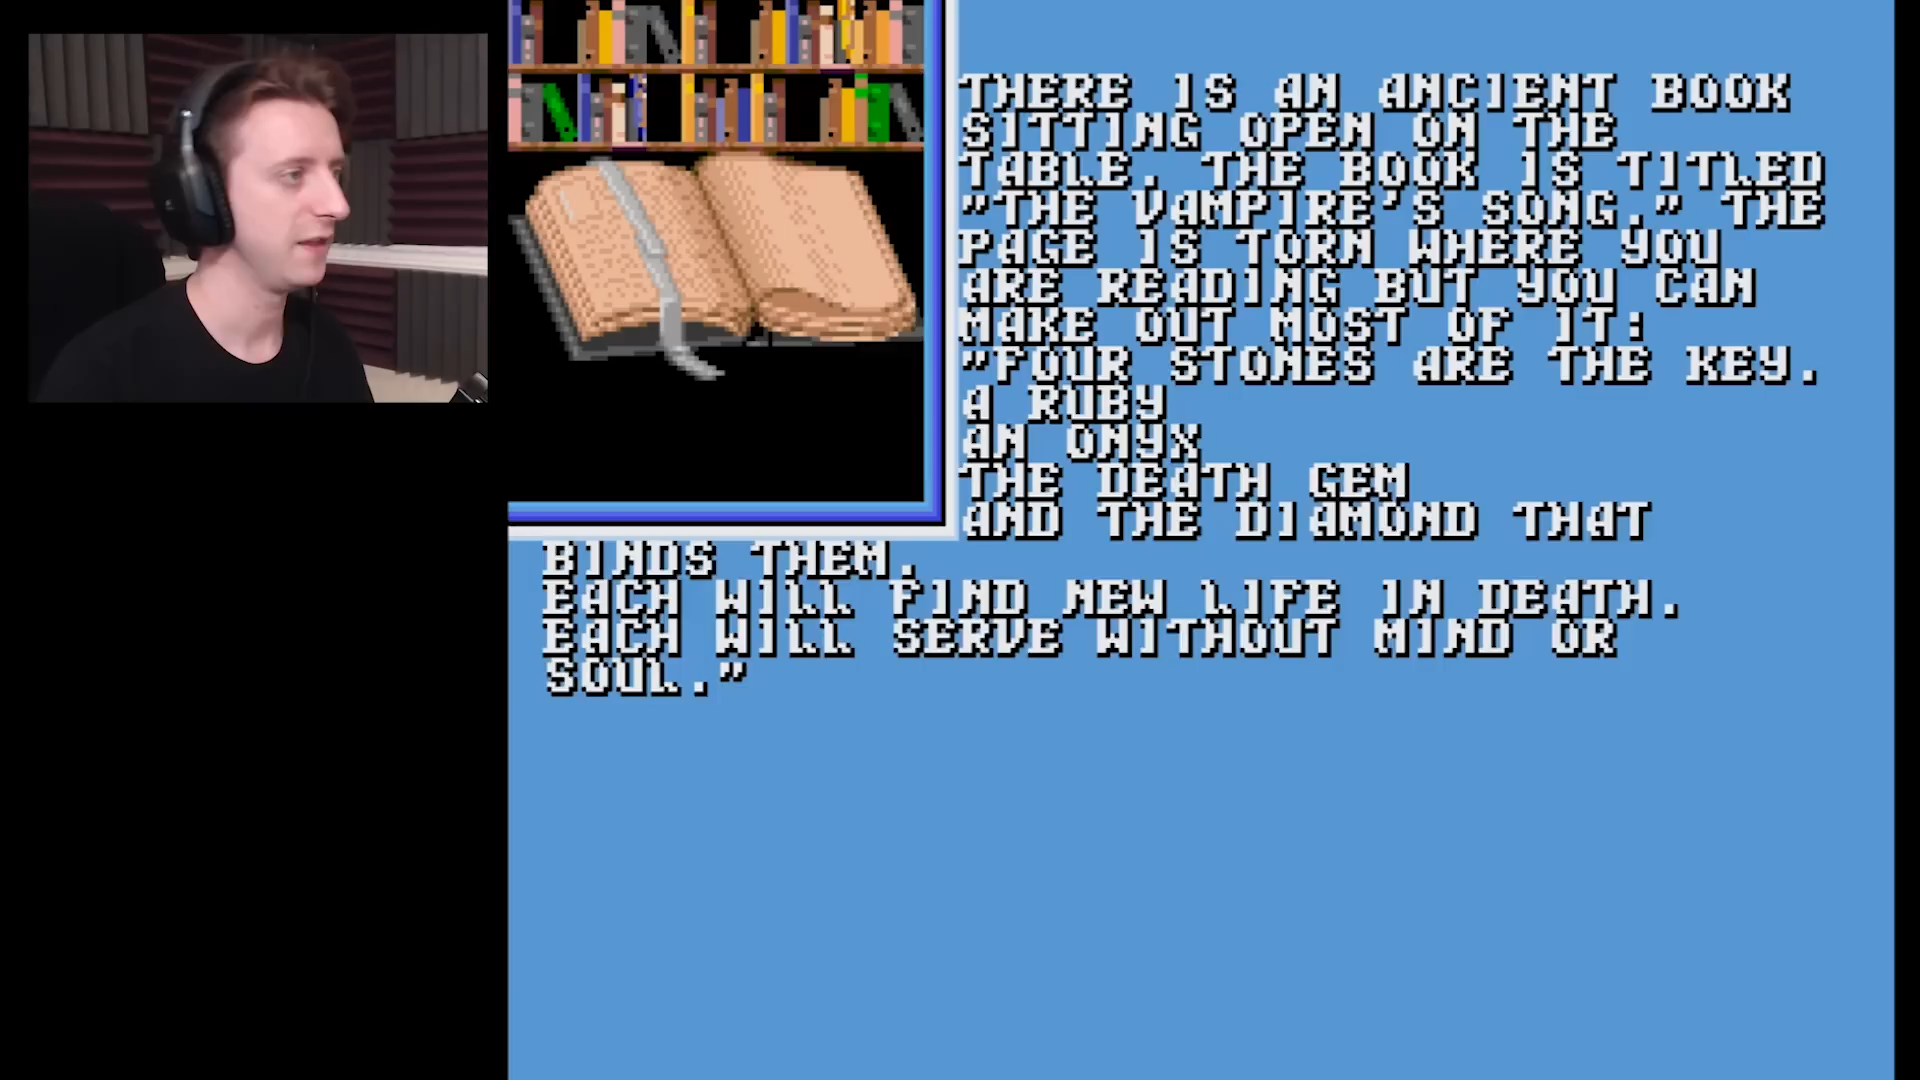 THERE IS AN ANCIENT BOOK
SITTING OPEN ON THE
TABLE. THE BOOK IS TITLED
"THE VAMPIRE'S SONG." THE
PAGE IS TORN WHERE YOU
ARE READING BUT YOU CAN
MAKE OUT MOST OF IT:
"FOUR STONES ARE THE KEY.
A RUBY
AN ONYX
THE DEATH GEM
AND THE DIAMOND THAT
BINDS THEM.
EACH WILL FIND NEW LIFE IN DEATH.
EACH WILL SERVE WITHOUT MIND OR
SOUL."